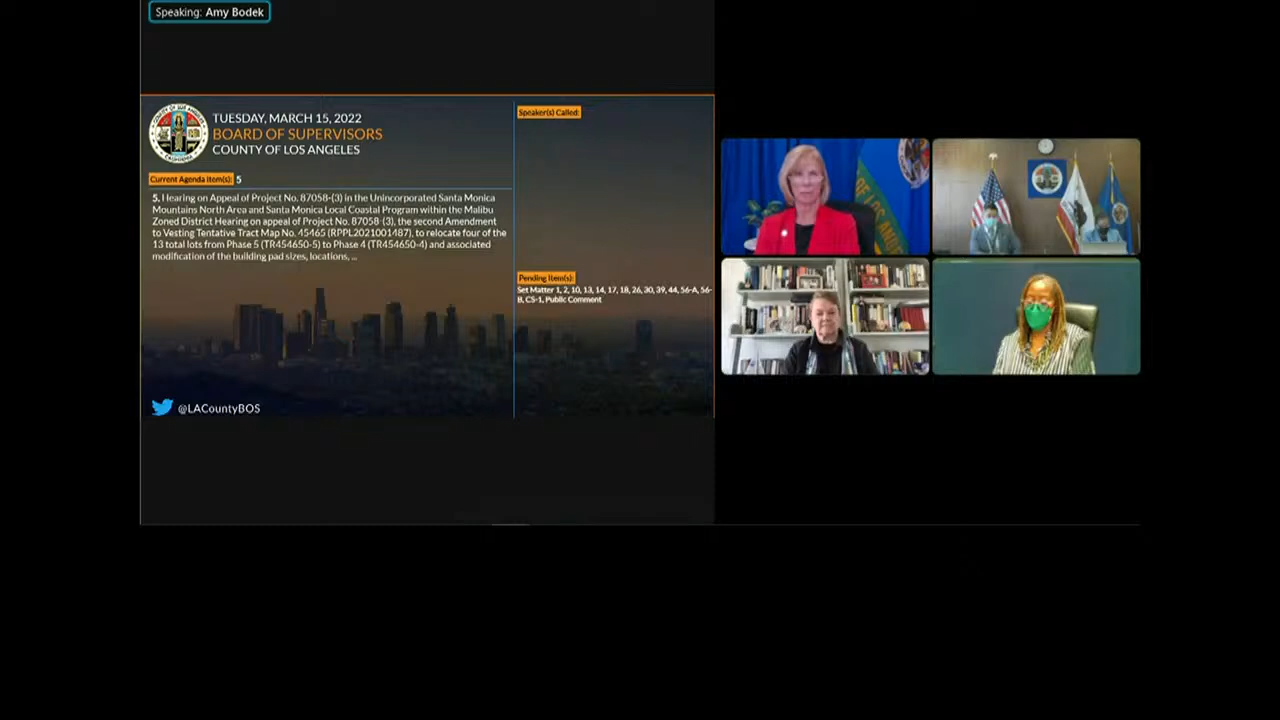 Speaking: Amy Bodek
TUESDAY, MARCH 15, 2022
BOARD OF SUPERVISORS
COUNTY OF LOS ANGELES
Current Agenda Item(s): 5
5. Hearing on Appeal of Project No. 87058-(3) in the Unincorporated Santa Monica
Mountains North Area and Santa Monica Local Coastal Program within the Malibu
Zoned District Hearing on appeal of Project No. 87058-(3), the second Amendment
to Vesting Tentative Tract Map No. 45465 (RPPL2021001487), to relocate four of the
13 total lots from Phase 5 (TR454650-5) to Phase 4 (TR454650-4) and associated
modification of the building pad sizes, locations, ...
@LACountyBOS
Speaker(s) Called:
Pending Item(s):
Set Matter 1, 2, 10, 13, 14, 17, 18, 26, 30, 39, 44, 56-A, 56-
B, CS-1, Public Comment